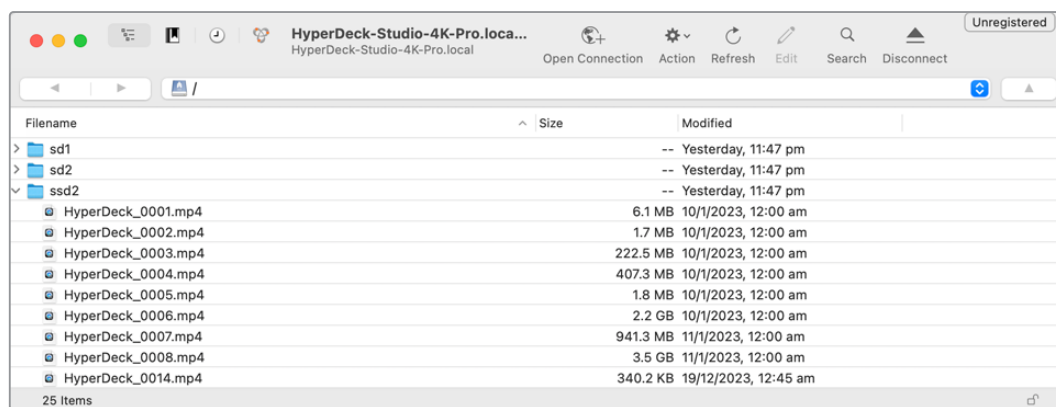 Unregistered
HyperDeck-Studio-4K-Pro.loca...
HyperDeck-Studio-4K-Pro.local
Open Connection Action Refresh Edit Search Disconnect
/
Filename Size Modified
sd1 -- Yesterday, 11:47 pm
sd2 -- Yesterday, 11:47 pm
ssd2 -- Yesterday, 11:47 pm
HyperDeck_0001.mp4 6.1 MB 10/1/2023, 12:00 am
HyperDeck_0002.mp4 1.7 MB 10/1/2023, 12:00 am
HyperDeck_0003.mp4 222.5 MB 10/1/2023, 12:00 am
HyperDeck_0004.mp4 407.3 MB 10/1/2023, 12:00 am
HyperDeck_0005.mp4 1.8 MB 10/1/2023, 12:00 am
HyperDeck_0006.mp4 2.2 GB 10/1/2023, 12:00 am
HyperDeck_0007.mp4 941.3 MB 11/1/2023, 12:00 am
HyperDeck_0008.mp4 3.5 GB 11/1/2023, 12:00 am
HyperDeck_0014.mp4 340.2 KB 19/12/2023, 12:45 am
25 Items